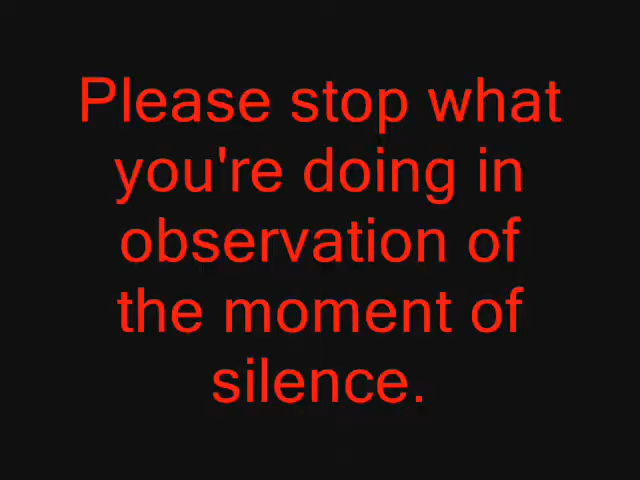 Please stop what
you're doing in
observation of
the moment of
silence.